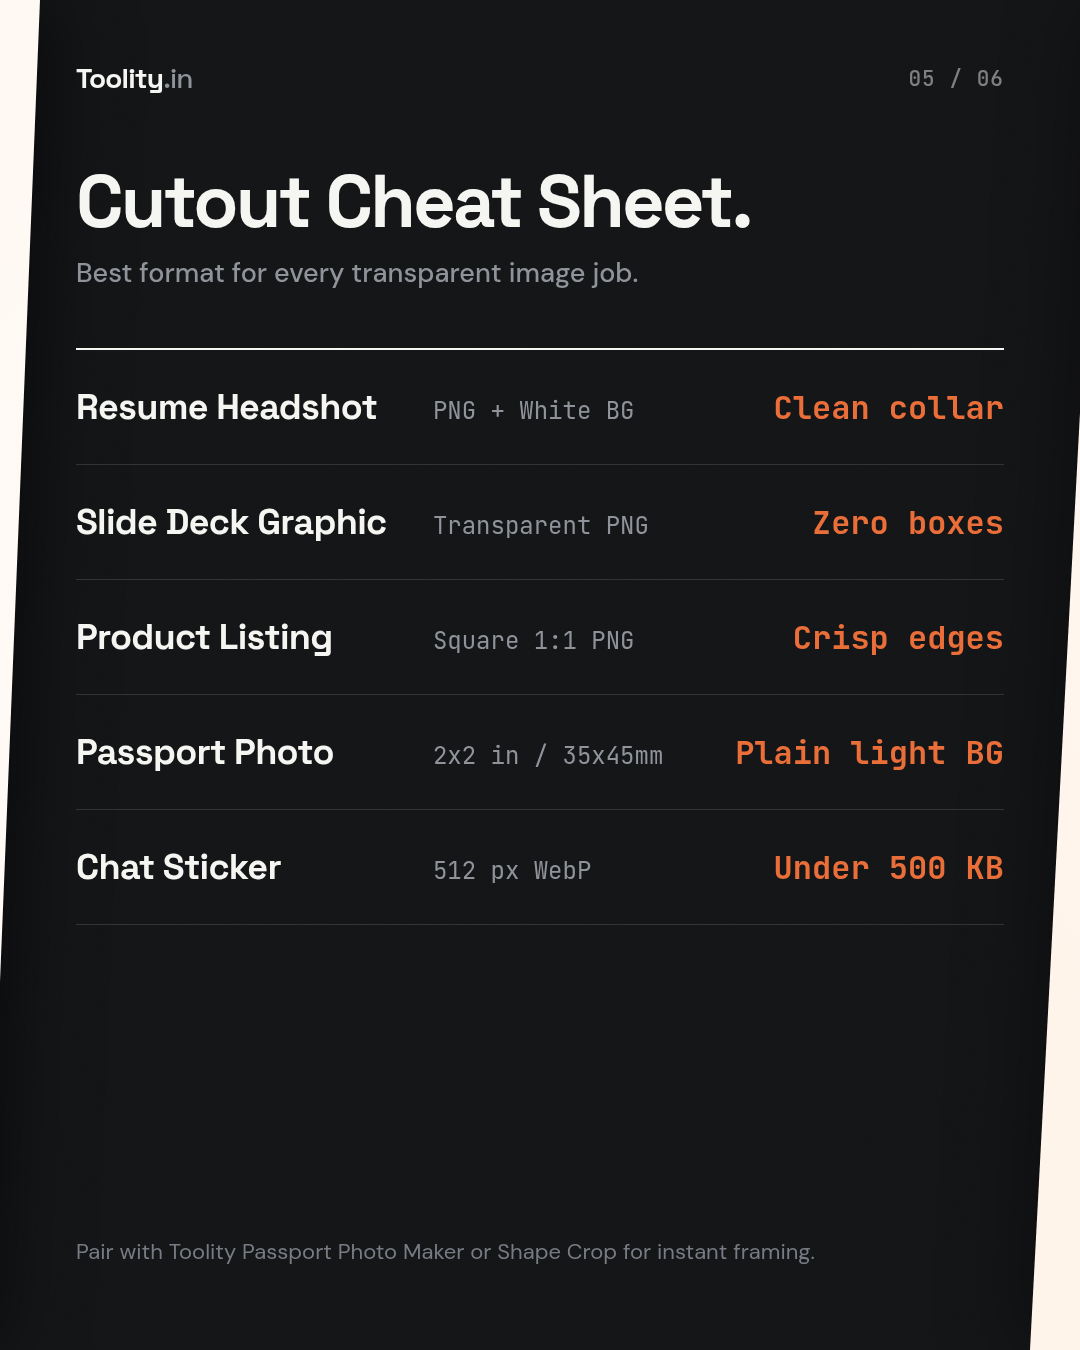 Toolity.in
05 / 06
Cutout Cheat Sheet.
Best format for every transparent image job.
Resume Headshot PNG + White BG Clean collar
Slide Deck Graphic Transparent PNG Zero boxes
Product Listing Square 1:1 PNG Crisp edges
Passport Photo 2x2 in / 35x45mm Plain light BG
Chat Sticker 512 px WebP Under 500 KB
Pair with Toolity Passport Photo Maker or Shape Crop for instant framing.